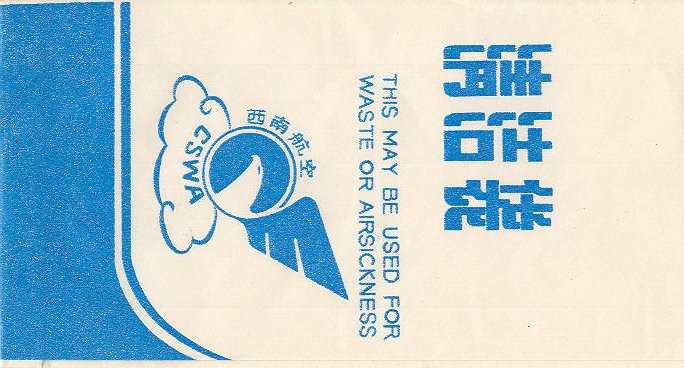 清洁袋
THIS MAY BE USED FOR
WASTE OR AIRSICKNESS
西南航空
CSWA